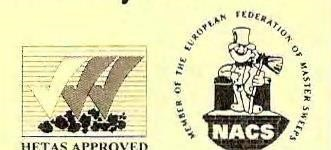 HETAS APPROVED
MEMBER OF THE EUROPEAN FEDERATION OF MASTER SWEEPS
NACS